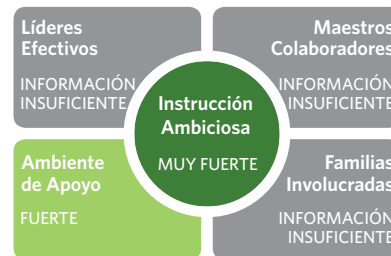 Líderes
Efectivos
INFORMACIÓN
INSUFICIENTE
Maestros
Colaboradores
INFORMACIÓN
INSUFICIENTE
Instrucción
Ambiciosa
MUY FUERTE
Ambiente
de Apoyo
FUERTE
Familias
Involucradas
INFORMACIÓN
INSUFICIENTE